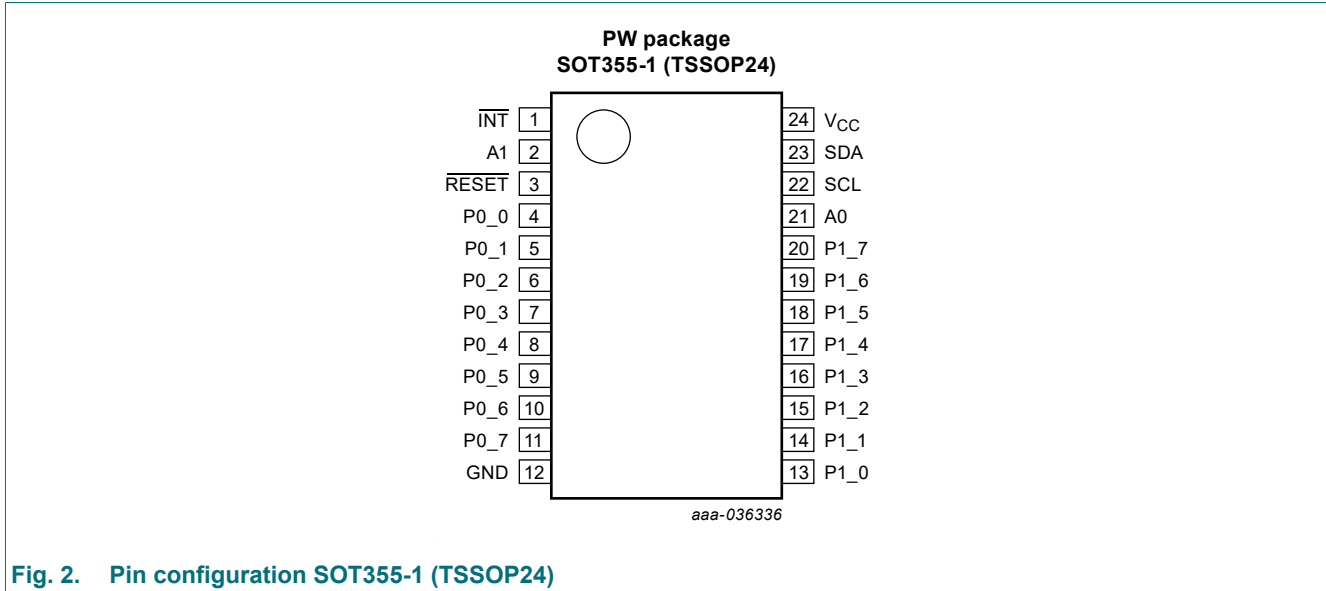 PW package
SOT355-1 (TSSOP24)
INT 1
A1 2
RESET 3
P0_0 4
P0_1 5
P0_2 6
P0_3 7
P0_4 8
P0_5 9
P0_6 10
P0_7 11
GND 12
24 VCC
23 SDA
22 SCL
21 A0
20 P1_7
19 P1_6
18 P1_5
17 P1_4
16 P1_3
15 P1_2
14 P1_1
13 P1_0
aaa-036336
Fig. 2. Pin configuration SOT355-1 (TSSOP24)